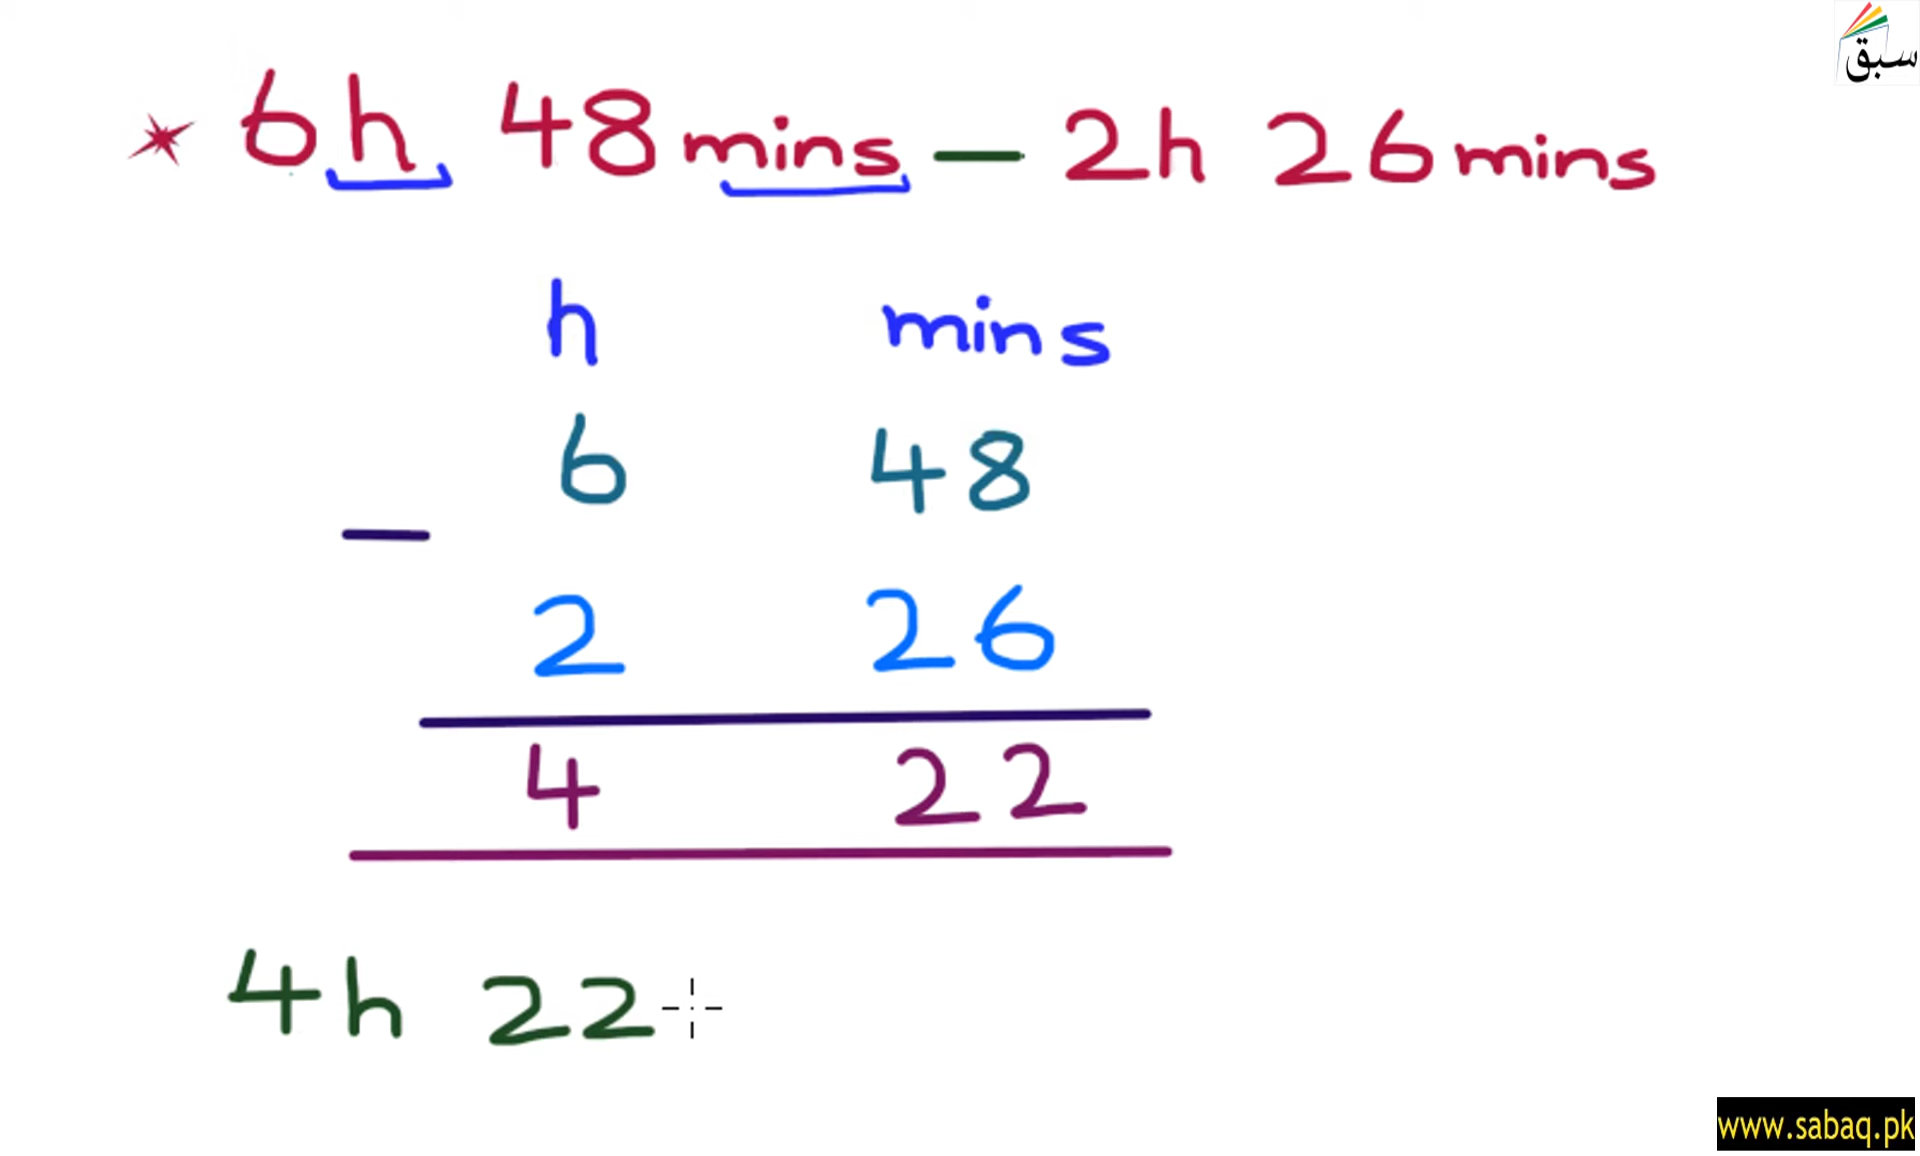 سبق
* 6h 48 mins — 2h 26 mins
h mins
6 48
—
2 26
4 22
4h 22
www.sabaq.pk